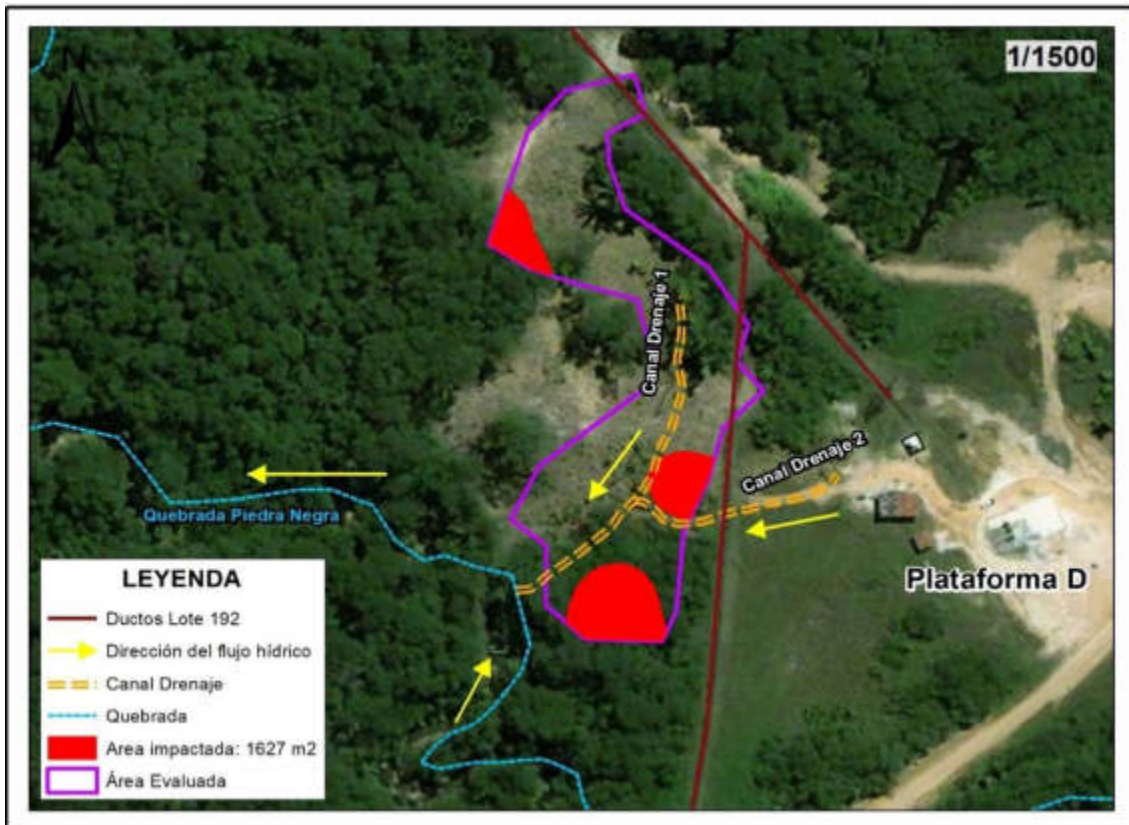 1/1500
N
Canal Drenaje 1
Canal Drenaje 2
Quebrada Piedra Negra
Plataforma D
LEYENDA
Ductos Lote 192
Dirección del flujo hídrico
Canal Drenaje
Quebrada
Area impactada: 1627 m2
Área Evaluada